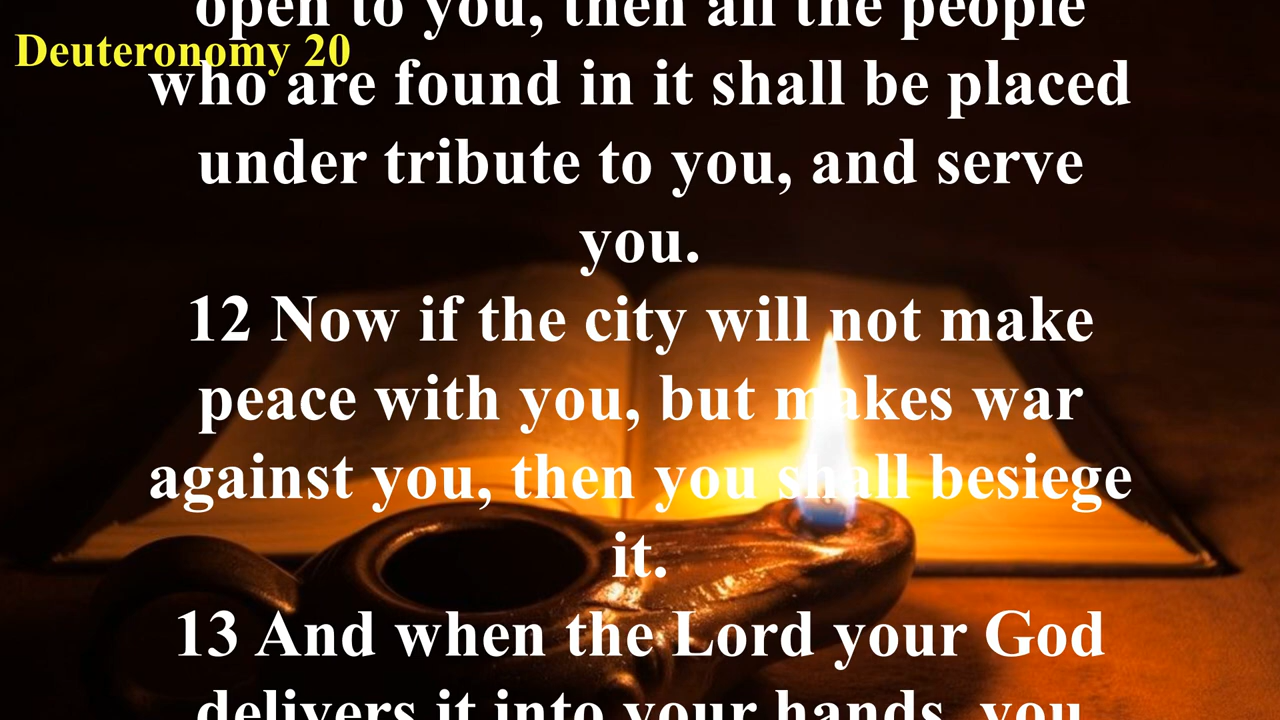 Deuteronomy 20
open to you, then all the people
who are found in it shall be placed
under tribute to you, and serve
you.
12 Now if the city will not make
peace with you, but makes war
against you, then you shall besiege
it.
13 And when the Lord your God
delivers it into your hands, you